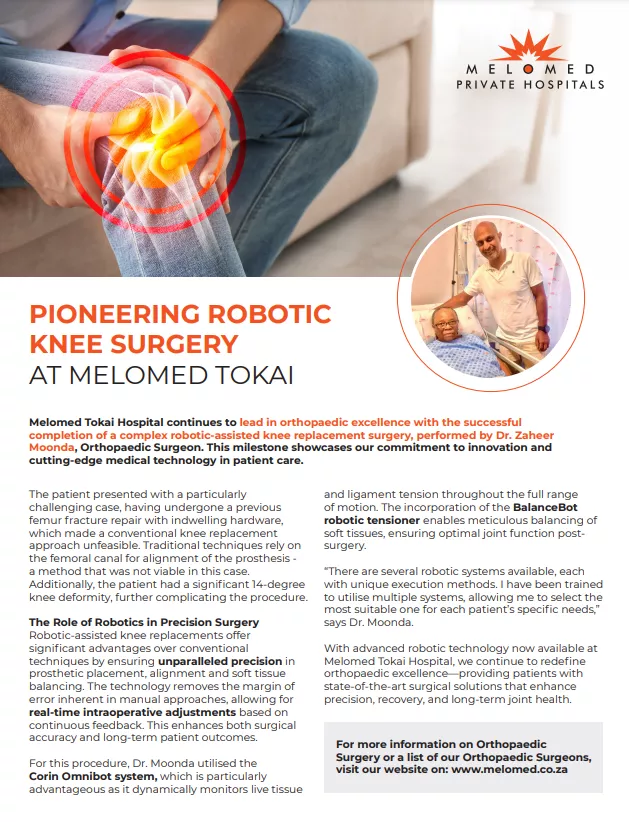 MELOMED
PRIVATE HOSPITALS
PIONEERING ROBOTIC
KNEE SURGERY
AT MELOMED TOKAI
Melomed Tokai Hospital continues to lead in orthopaedic excellence with the successful
completion of a complex robotic-assisted knee replacement surgery, performed by Dr. Zaheer
Moonda, Orthopaedic Surgeon. This milestone showcases our commitment to innovation and
cutting-edge medical technology in patient care.
The patient presented with a particularly
challenging case, having undergone a previous
femur fracture repair with indwelling hardware,
which made a conventional knee replacement
approach unfeasible. Traditional techniques rely on
the femoral canal for alignment of the prosthesis -
a method that was not viable in this case.
Additionally, the patient had a significant 14-degree
knee deformity, further complicating the procedure.
The Role of Robotics in Precision Surgery
Robotic-assisted knee replacements offer
significant advantages over conventional
techniques by ensuring unparalleled precision in
prosthetic placement, alignment and soft tissue
balancing. The technology removes the margin of
error inherent in manual approaches, allowing for
real-time intraoperative adjustments based on
continuous feedback. This enhances both surgical
accuracy and long-term patient outcomes.
For this procedure, Dr. Moonda utilised the
Corin Omnibot system, which is particularly
advantageous as it dynamically monitors live tissue
and ligament tension throughout the full range
of motion. The incorporation of the BalanceBot
robotic tensioner enables meticulous balancing of
soft tissues, ensuring optimal joint function post-
surgery.
“There are several robotic systems available, each
with unique execution methods. I have been trained
to utilise multiple systems, allowing me to select the
most suitable one for each patient’s specific needs,”
says Dr. Moonda.
With advanced robotic technology now available at
Melomed Tokai Hospital, we continue to redefine
orthopaedic excellence—providing patients with
state-of-the-art surgical solutions that enhance
precision, recovery, and long-term joint health.
For more information on Orthopaedic
Surgery or a list of our Orthopaedic Surgeons,
visit our website on: www.melomed.co.za